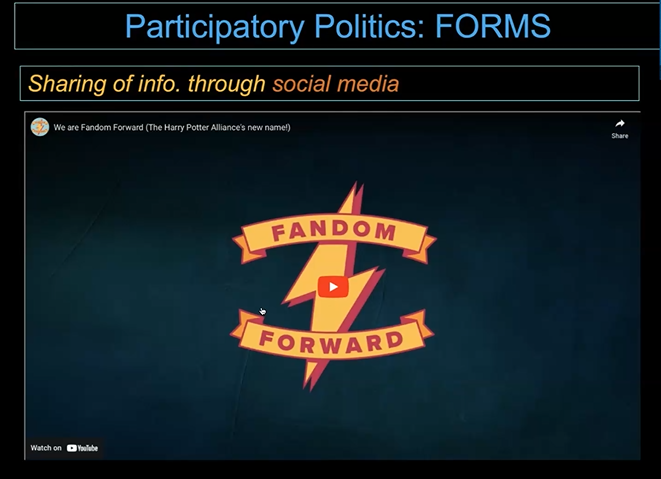 Participatory Politics: FORMS
Sharing of info. through social media
We are Fandom Forward (The Harry Potter Alliance's new name!)
Share
FANDOM
FORWARD
Watch on YouTube